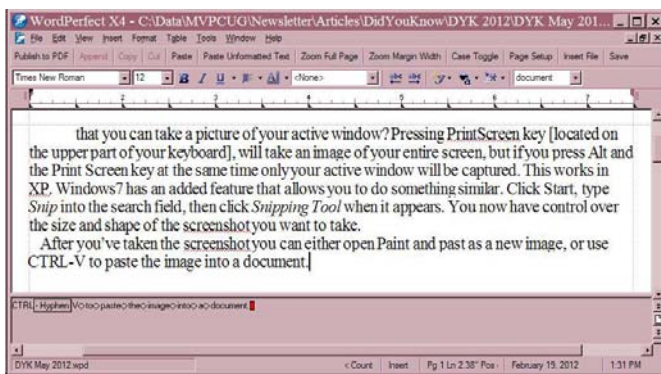 WordPerfect X4 - C:\Data\MVPCUG\Newsletter\Articles\DidYouKnow\DYK 2012\DYK May 201...
File Edit View Insert Format Table Tools Window Help
Publish to PDF Append Copy Cut Paste Paste Unformatted Text Zoom Full Page Zoom Margin Width Case Toggle Page Setup Insert File Save
Times New Roman 12 B I U <None> document
1 2 3 4 5 6 7
that you can take a picture of your active window? Pressing PrintScreen key [located on
the upper part of your keyboard], will take an image of your entire screen, but if you press Alt and
the Print Screen key at the same time only your active window will be captured. This works in
XP. Windows7 has an added feature that allows you to do something similar. Click Start, type
Snip into the search field, then click Snipping Tool when it appears. You now have control over
the size and shape of the screenshot you want to take.
After you've taken the screenshot you can either open Paint and past as a new image, or use
CTRL-V to paste the image into a document.
CTRL - Hyphen V◇to◇paste◇the◇image◇into◇a◇document.
DYK May 2012.wpd < Count Insert Pg 1 Ln 2.38" Pos February 19, 2012 1:31 PM